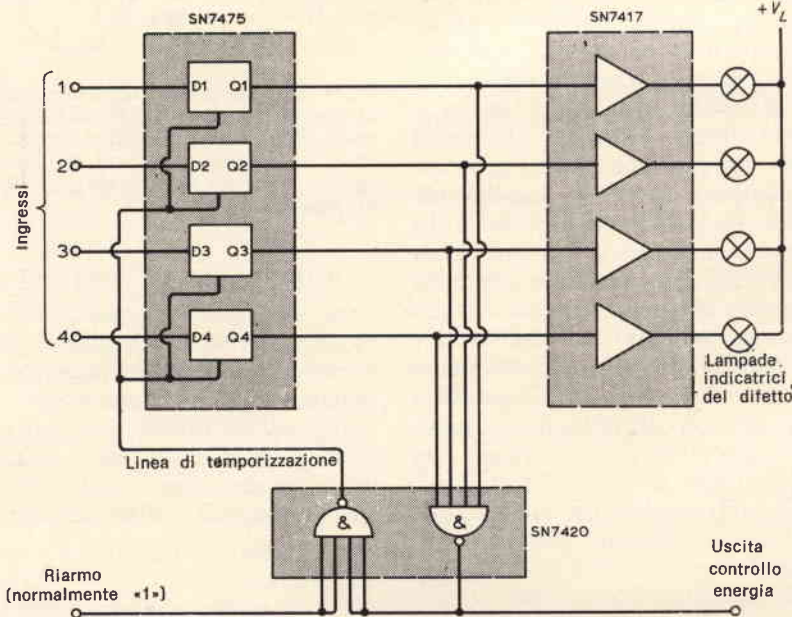 SN7475
SN7417
+V_L
1
D1 Q1
2
D2 Q2
Ingressi
3
D3 Q3
4
D4 Q4
Lampade
indicatrici
del difetto
Linea di temporizzazione
&
&
SN7420
Riarmo
(normalmente «1»)
Uscita
controllo
energia